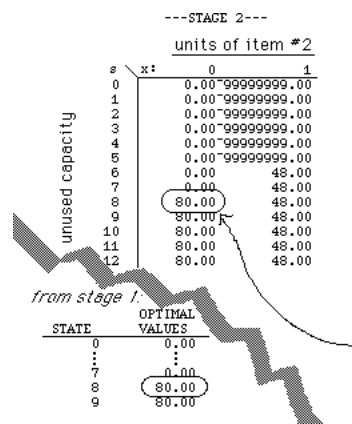 ---STAGE 2---
units of item #2
s \ x: 0 1
0 0.00 ¯99999999.00
1 0.00 ¯99999999.00
2 0.00 ¯99999999.00
3 0.00 ¯99999999.00
4 0.00 ¯99999999.00
5 0.00 ¯99999999.00
6 0.00 48.00
7 0.00 48.00
8 80.00 48.00
9 80.00 48.00
10 80.00 48.00
11 80.00 48.00
12 80.00 48.00
unused capacity
from stage 1:
OPTIMAL
STATE VALUES
0 0.00
⋮ ⋮
7 0.00
8 80.00
9 80.00